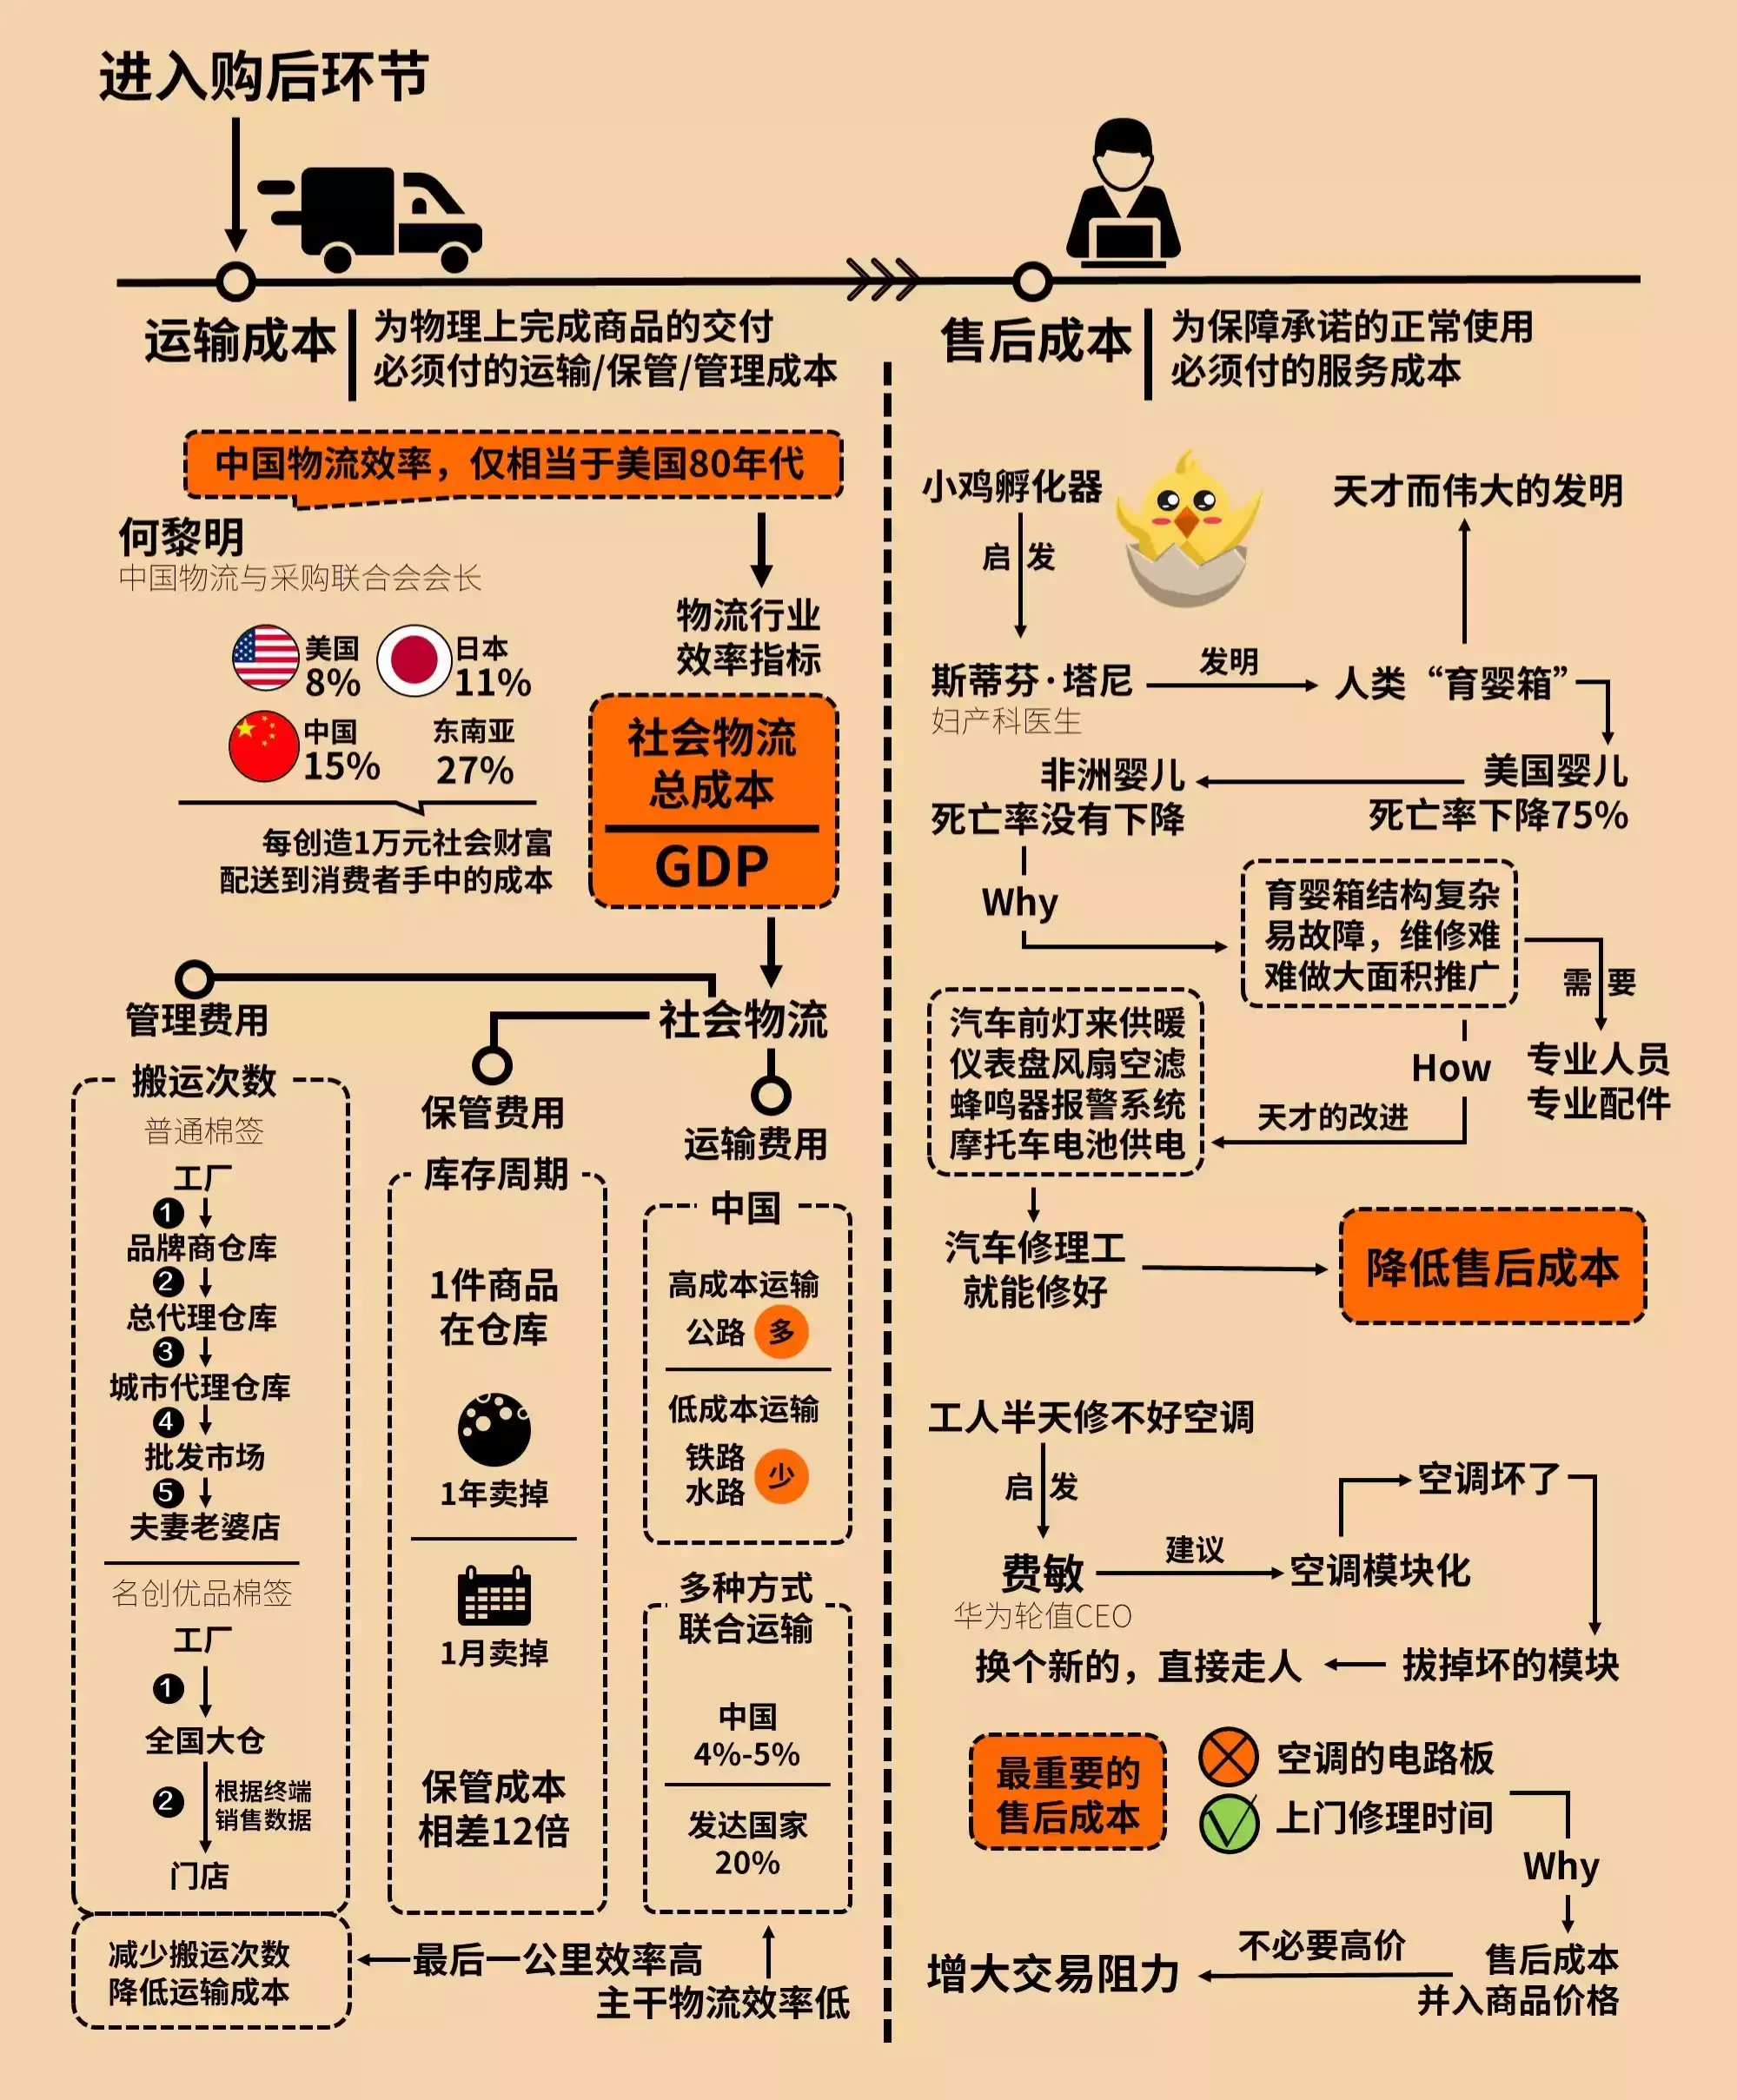 进入购后环节
运输成本
为物理上完成商品的交付
必须付的运输/保管/管理成本
中国物流效率，仅相当于美国80年代
何黎明
中国物流与采购联合会会长
物流行业
效率指标
美国
8%
日本
11%
中国
15%
东南亚
27%
每创造1万元社会财富
配送到消费者手中的成本
社会物流
总成本
GDP
社会物流
管理费用
搬运次数
普通棉签
工厂
1
品牌商仓库
2
总代理仓库
3
城市代理仓库
4
批发市场
5
夫妻老婆店
名创优品棉签
工厂
1
全国大仓
2
根据终端
销售数据
门店
减少搬运次数
降低运输成本
保管费用
库存周期
1件商品
在仓库
1年卖掉
1月卖掉
保管成本
相差12倍
运输费用
中国
高成本运输
公路 多
低成本运输
铁路
水路
少
多种方式
联合运输
中国
4%-5%
发达国家
20%
最后一公里效率高
主干物流效率低
售后成本
为保障承诺的正常使用
必须付的服务成本
小鸡孵化器
启发
斯蒂芬·塔尼
妇产科医生
发明
人类“育婴箱”
天才而伟大的发明
美国婴儿
死亡率下降75%
非洲婴儿
死亡率没有下降
Why
育婴箱结构复杂
易故障，维修难
难做大面积推广
需要
专业人员
专业配件
How
天才的改进
汽车前灯来供暖
仪表盘风扇空滤
蜂鸣器报警系统
摩托车电池供电
汽车修理工
就能修好
降低售后成本
工人半天修不好空调
启发
费敏
华为轮值CEO
建议
空调模块化
空调坏了
拔掉坏的模块
换个新的，直接走人
最重要的
售后成本
空调的电路板
上门修理时间
Why
售后成本
并入商品价格
不必要高价
增大交易阻力